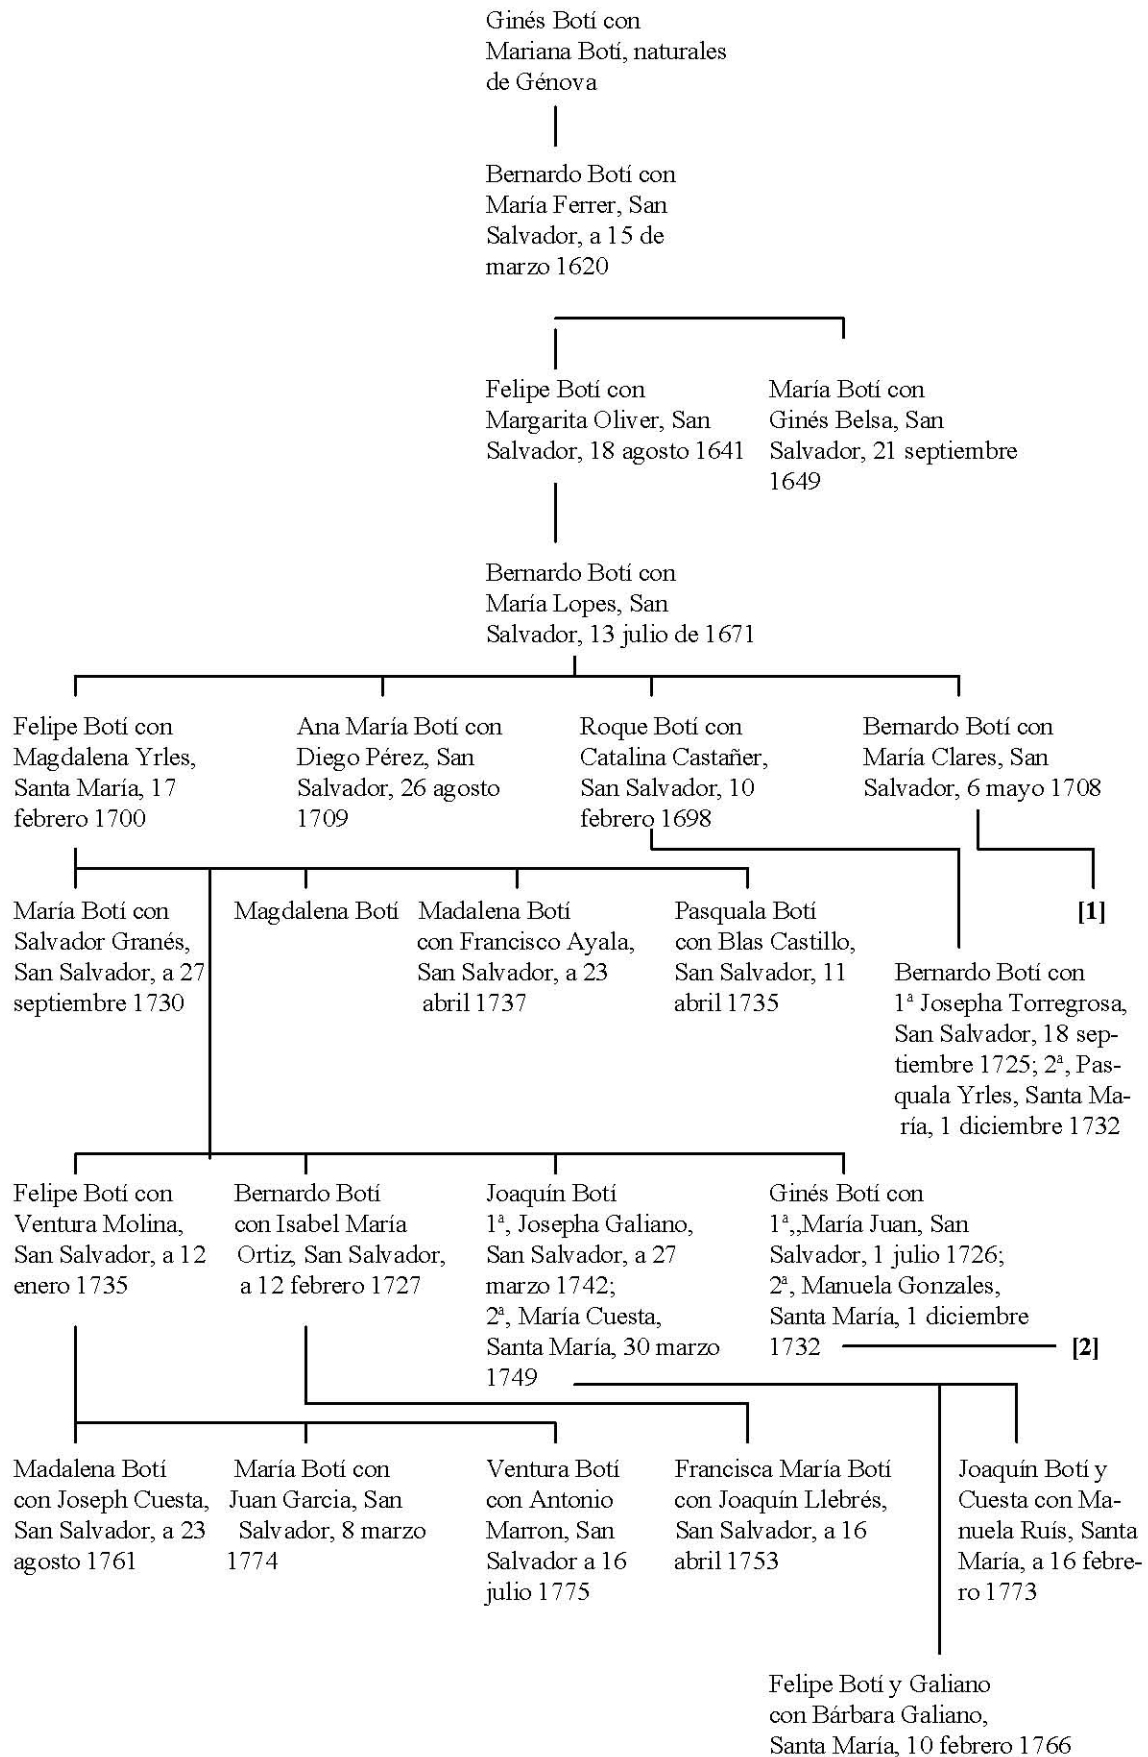 Ginés Botí con
Mariana Botí, naturales
de Génova
Bernardo Botí con
María Ferrer, San
Salvador, a 15 de
marzo 1620
Felipe Botí con
Margarita Oliver, San
Salvador, 18 agosto 1641
María Botí con
Ginés Belsa, San
Salvador, 21 septiembre
1649
Bernardo Botí con
María Lopes, San
Salvador, 13 julio de 1671
Felipe Botí con
Magdalena Yrles,
Santa María, 17
febrero 1700
Ana María Botí con
Diego Pérez, San
Salvador, 26 agosto
1709
Roque Botí con
Catalina Castañer,
San Salvador, 10
febrero 1698
Bernardo Botí con
María Clares, San
Salvador, 6 mayo 1708
María Botí con
Salvador Granés,
San Salvador, a 27
septiembre 1730
Magdalena Botí
Madalena Botí
con Francisco Ayala,
San Salvador, a 23
abril 1737
Pasquala Botí
con Blas Castillo,
San Salvador, 11
abril 1735
[1]
Bernardo Botí con
1ª Josepha Torregrosa,
San Salvador, 18 sep-
tiembre 1725; 2ª, Pas-
quala Yrles, Santa Ma-
ría, 1 diciembre 1732
Felipe Botí con
Ventura Molina,
San Salvador, a 12
enero 1735
Bernardo Botí
con Isabel María
Ortiz, San Salvador,
a 12 febrero 1727
Joaquín Botí
1ª, Josepha Galiano,
San Salvador, a 27
marzo 1742;
2ª, María Cuesta,
Santa María, 30 marzo
1749
Ginés Botí con
1ª,,María Juan, San
Salvador, 1 julio 1726;
2ª, Manuela Gonzales,
Santa María, 1 diciembre
1732
[2]
Madalena Botí
con Joseph Cuesta,
San Salvador, a 23
agosto 1761
María Botí con
Juan Garcia, San
Salvador, 8 marzo
1774
Ventura Botí
con Antonio
Marron, San
Salvador a 16
julio 1775
Francisca María Botí
con Joaquín Llebrés,
San Salvador, a 16
abril 1753
Joaquín Botí y
Cuesta con Ma-
nuela Ruís, Santa
María, a 16 febre-
ro 1773
Felipe Botí y Galiano
con Bárbara Galiano,
Santa María, 10 febrero 1766